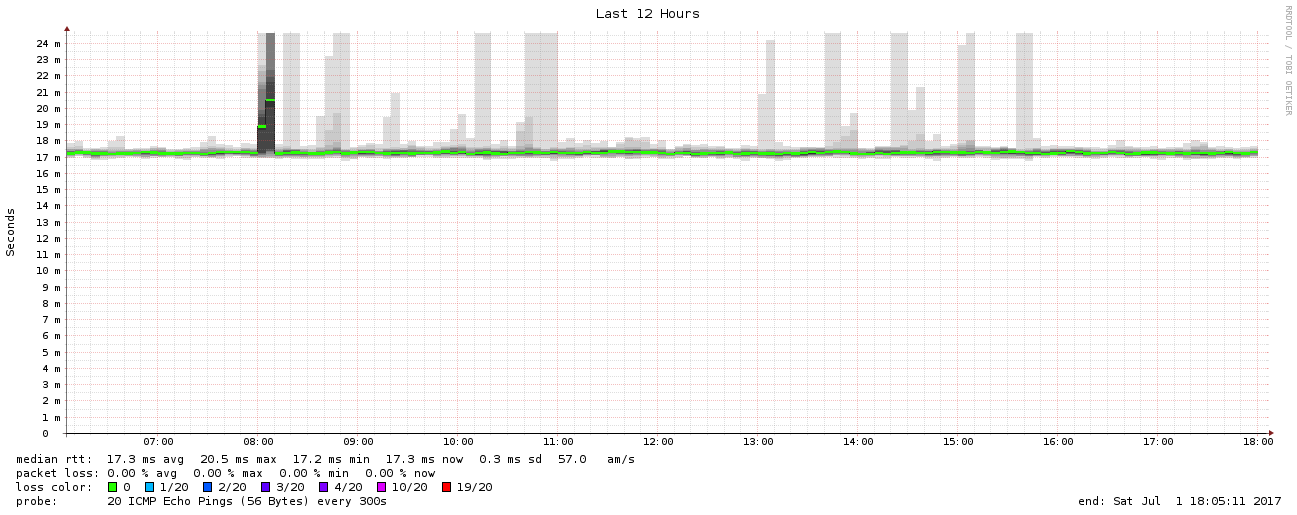 Last 12 Hours
RRDTOOL / TOBI OETIKER
Seconds
24 m
23 m
22 m
21 m
20 m
19 m
18 m
17 m
16 m
15 m
14 m
13 m
12 m
11 m
10 m
9 m
8 m
7 m
6 m
5 m
4 m
3 m
2 m
1 m
0
07:00 08:00 09:00 10:00 11:00 12:00 13:00 14:00 15:00 16:00 17:00 18:00
median rtt: 17.3 ms avg 20.5 ms max 17.2 ms min 17.3 ms now 0.3 ms sd 57.0 am/s
packet loss: 0.00 % avg 0.00 % max 0.00 % min 0.00 % now
loss color: 0 1/20 2/20 3/20 4/20 10/20 19/20
probe: 20 ICMP Echo Pings (56 Bytes) every 300s end: Sat Jul 1 18:05:11 2017